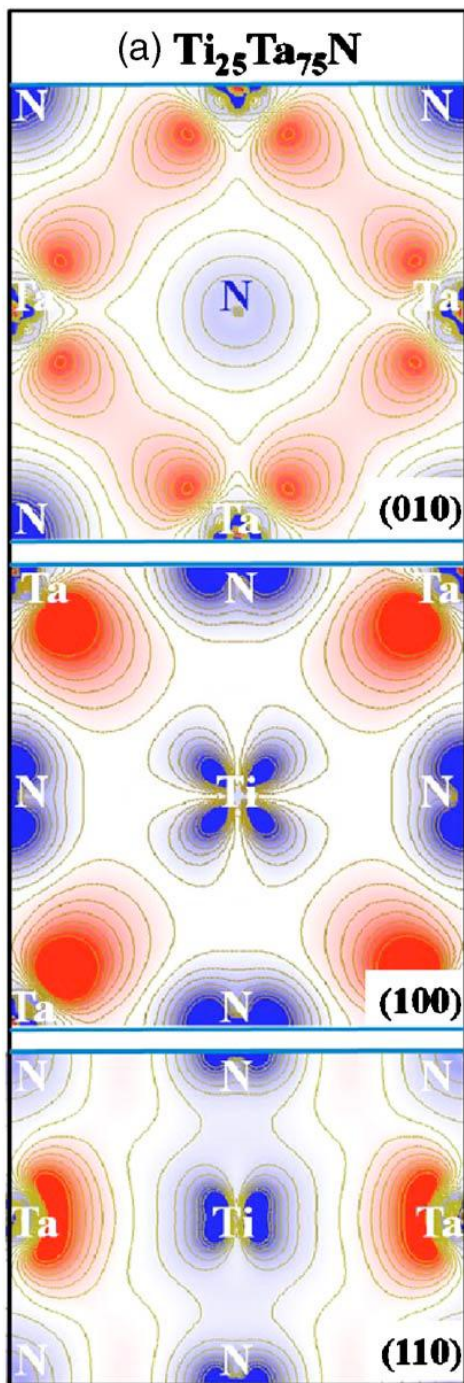 (a) Ti₂₅Ta₇₅N
N N
Ta N Ta
N Ta (010)
Ta N Ta
N Ti N
Ta N (100)
N N N
Ta Ti Ta
N N (110)